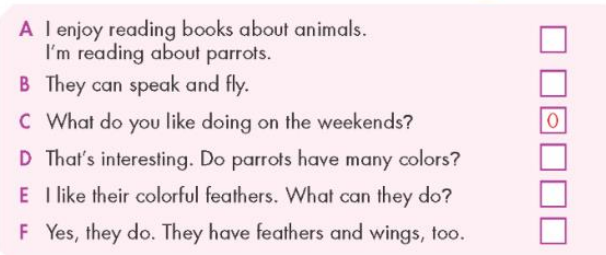 A I enjoy reading books about animals.
I'm reading about parrots.
B They can speak and fly.
C What do you like doing on the weekends? 0
D That's interesting. Do parrots have many colors?
E I like their colorful feathers. What can they do?
F Yes, they do. They have feathers and wings, too.